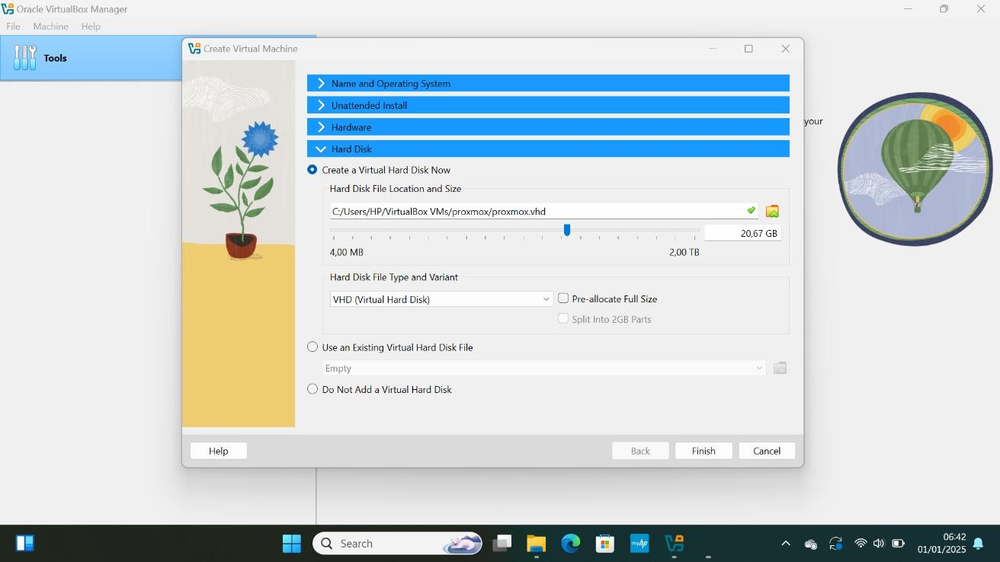 Oracle VirtualBox Manager
File Machine Help
Tools
Create Virtual Machine
Name and Operating System
Unattended Install
Hardware
your
Hard Disk
Create a Virtual Hard Disk Now
Hard Disk File Location and Size
C:/Users/HP/VirtualBox VMs/proxmox/proxmox.vhd
20,67 GB
4,00 MB 2,00 TB
Hard Disk File Type and Variant
VHD (Virtual Hard Disk) Pre-allocate Full Size
Split Into 2GB Parts
Use an Existing Virtual Hard Disk File
Empty
Do Not Add a Virtual Hard Disk
Help Back Finish Cancel
Search myhp 06:42
01/01/2025